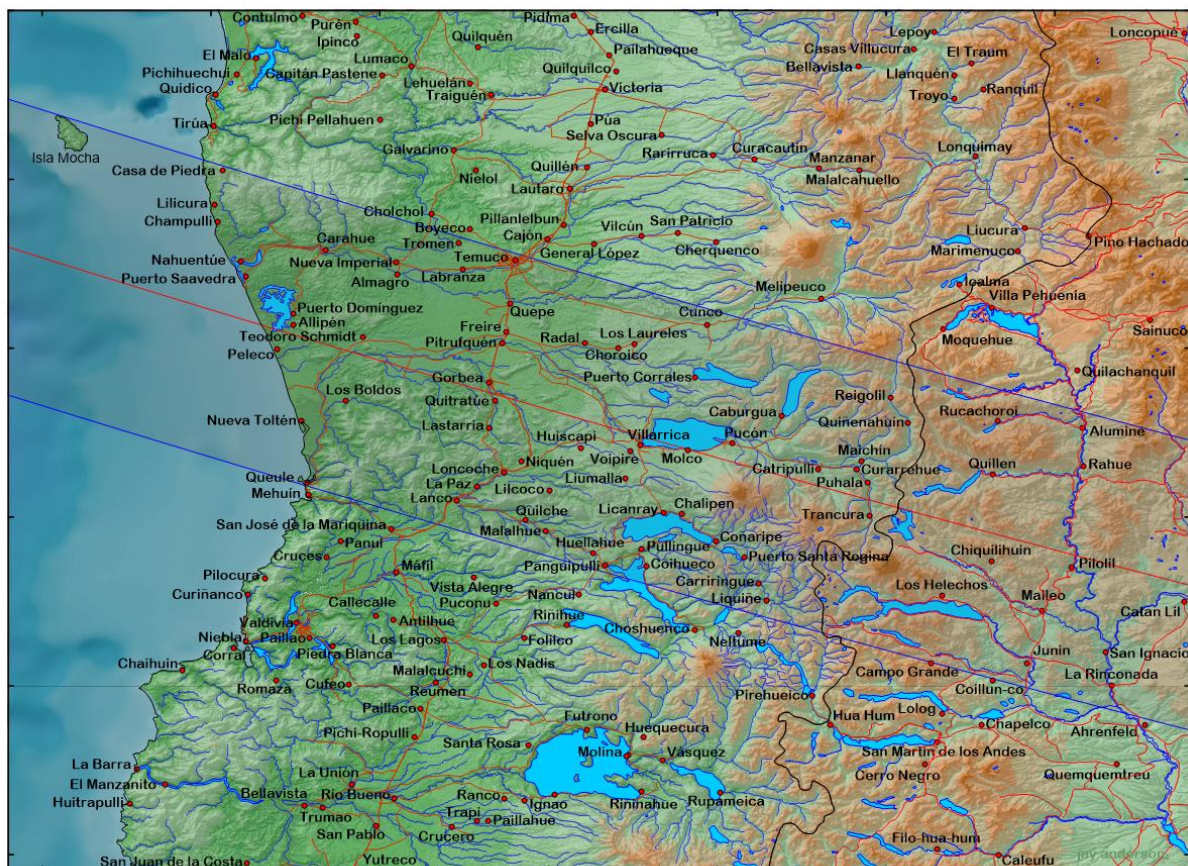 Contulmo
Purén
Pidima
Lepoy
Loncopué
Ipinco
Ercilla
El Malo
Quilquén
Pailahueque
Casas Villucura
El Traum
Pichihuechui
Lumaco
Quilquilco
Bellavista
Llanquén
Capitán Pastene
Lehuelán
Victoria
Ranquil
Quidico
Traiguén
Troyo
Tirúa
Pichi Pellahuen
Púa
Selva Oscura
Isla Mocha
Galvarino
Rarirruca
Curacautín
Lonquimay
Casa de Piedra
Nielol
Quillén
Manzanar
Malalcahuello
Lautaro
Lilicura
Cholchol
Champulli
Boyeco
Pillanlelbun
Vilcún
San Patricio
Liucura
Carahue
Tromen
Cajón
General López
Cherquenco
Marimenuco
Pino Hachado
Nahuentúe
Nueva Imperial
Temuco
Puerto Saavedra
Almagro
Labranza
Melipeuco
Icalma
Villa Pehuenia
Puerto Domínguez
Quepe
Cunco
Allipén
Freire
Los Laureles
Sainuco
Teodoro Schmidt
Pitrufquén
Radal
Choroico
Moquehue
Peleco
Gorbea
Puerto Corrales
Quilachanquil
Los Boldos
Quitratúe
Reigolil
Rucachoroi
Nueva Toltén
Lastarria
Caburgua
Quiñenahuin
Alumine
Huiscapi
Villarrica
Pucón
Loncoche
Niquén
Voipire
Molco
Malchín
Queule
Catripulli
Curarrehue
Quillen
Rahue
Mehuín
La Paz
Lilcoco
Liumalla
Puhala
Lanco
Licanray
Chalipen
Trancura
San José de la Mariquina
Quilche
Panul
Malalhue
Coñaripe
Cruces
Huellahue
Pullingue
Puerto Santa Rogina
Chiquilihuin
Máfil
Panguipulli
Coihueco
Pilolil
Pilocura
Vista Alegre
Carriringue
Los Helechos
Curiñanco
Puconu
Nancul
Liquiñe
Malleo
Catan Lil
Callecalle
Antilhue
Riñihue
Valdivia
Choshuenco
Niebla
Paillao
Los Lagos
Folilco
Neltume
Corral
Piedra Blanca
San Ignacio
Chaihuin
Malalcuchi
Los Nadis
Campo Grande
Junin
Romaza
Cufeo
Reumen
Coillun-co
La Rinconada
Paillaco
Pirehueico
Lolog
Pichi-Ropulli
Futrono
Huequecura
Hua Hum
Chapelco
Ahrenfeld
Santa Rosa
Molina
Vásquez
San Martin de los Andes
La Barra
La Unión
Cerro Negro
Quemquemtreu
El Manzanito
Bellavista
Río Bueno
Ranco
Ignao
Rininahue
Rupameica
Huitrapulli
Trumao
Trapi
Paillahue
San Pablo
Crucero
Filo-hua-hum
San Juan de la Costa
Yutreco
Caleufu
jay anderson